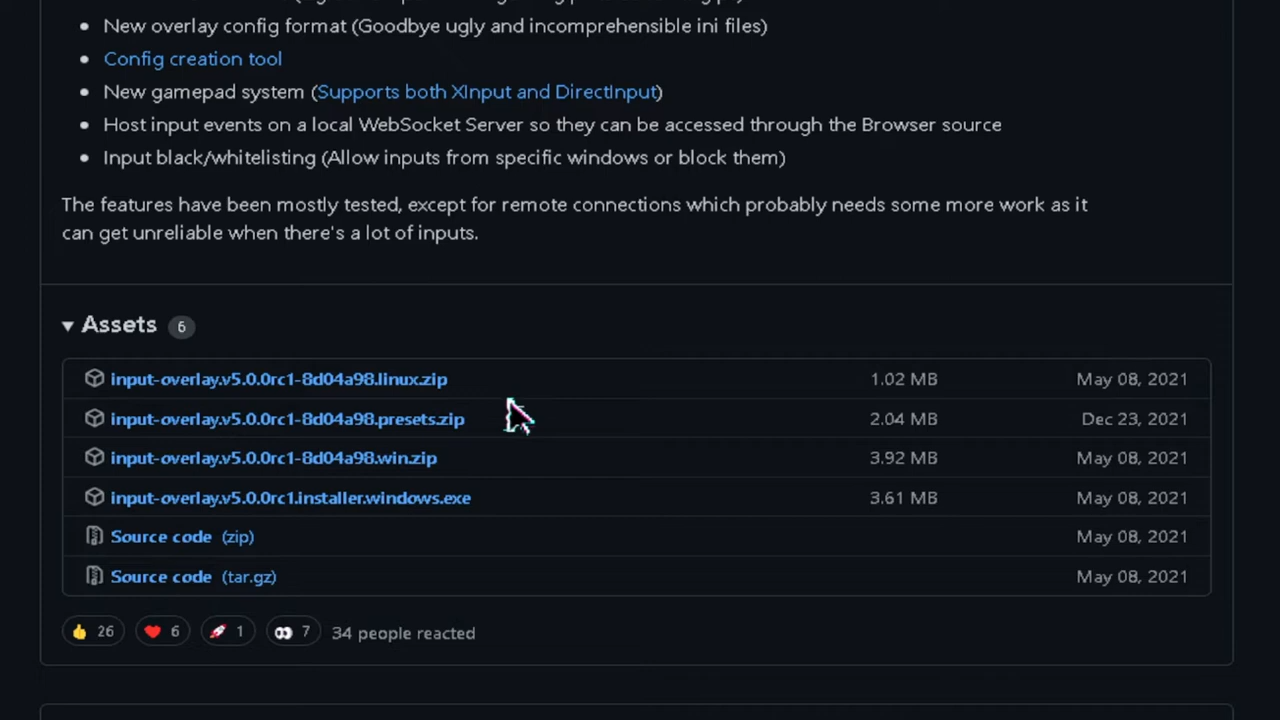 New overlay config format (Goodbye ugly and incomprehensible ini files)
Config creation tool
New gamepad system (Supports both XInput and DirectInput)
Host input events on a local WebSocket Server so they can be accessed through the Browser source
Input black/whitelisting (Allow inputs from specific windows or block them)
The features have been mostly tested, except for remote connections which probably needs some more work as it
can get unreliable when there's a lot of inputs.
Assets 6
input-overlay.v5.0.0rc1-8d04a98.linux.zip 1.02 MB May 08, 2021
input-overlay.v5.0.0rc1-8d04a98.presets.zip 2.04 MB Dec 23, 2021
input-overlay.v5.0.0rc1-8d04a98.win.zip 3.92 MB May 08, 2021
input-overlay.v5.0.0rc1.installer.windows.exe 3.61 MB May 08, 2021
Source code (zip) May 08, 2021
Source code (tar.gz) May 08, 2021
26 6 1 7 34 people reacted